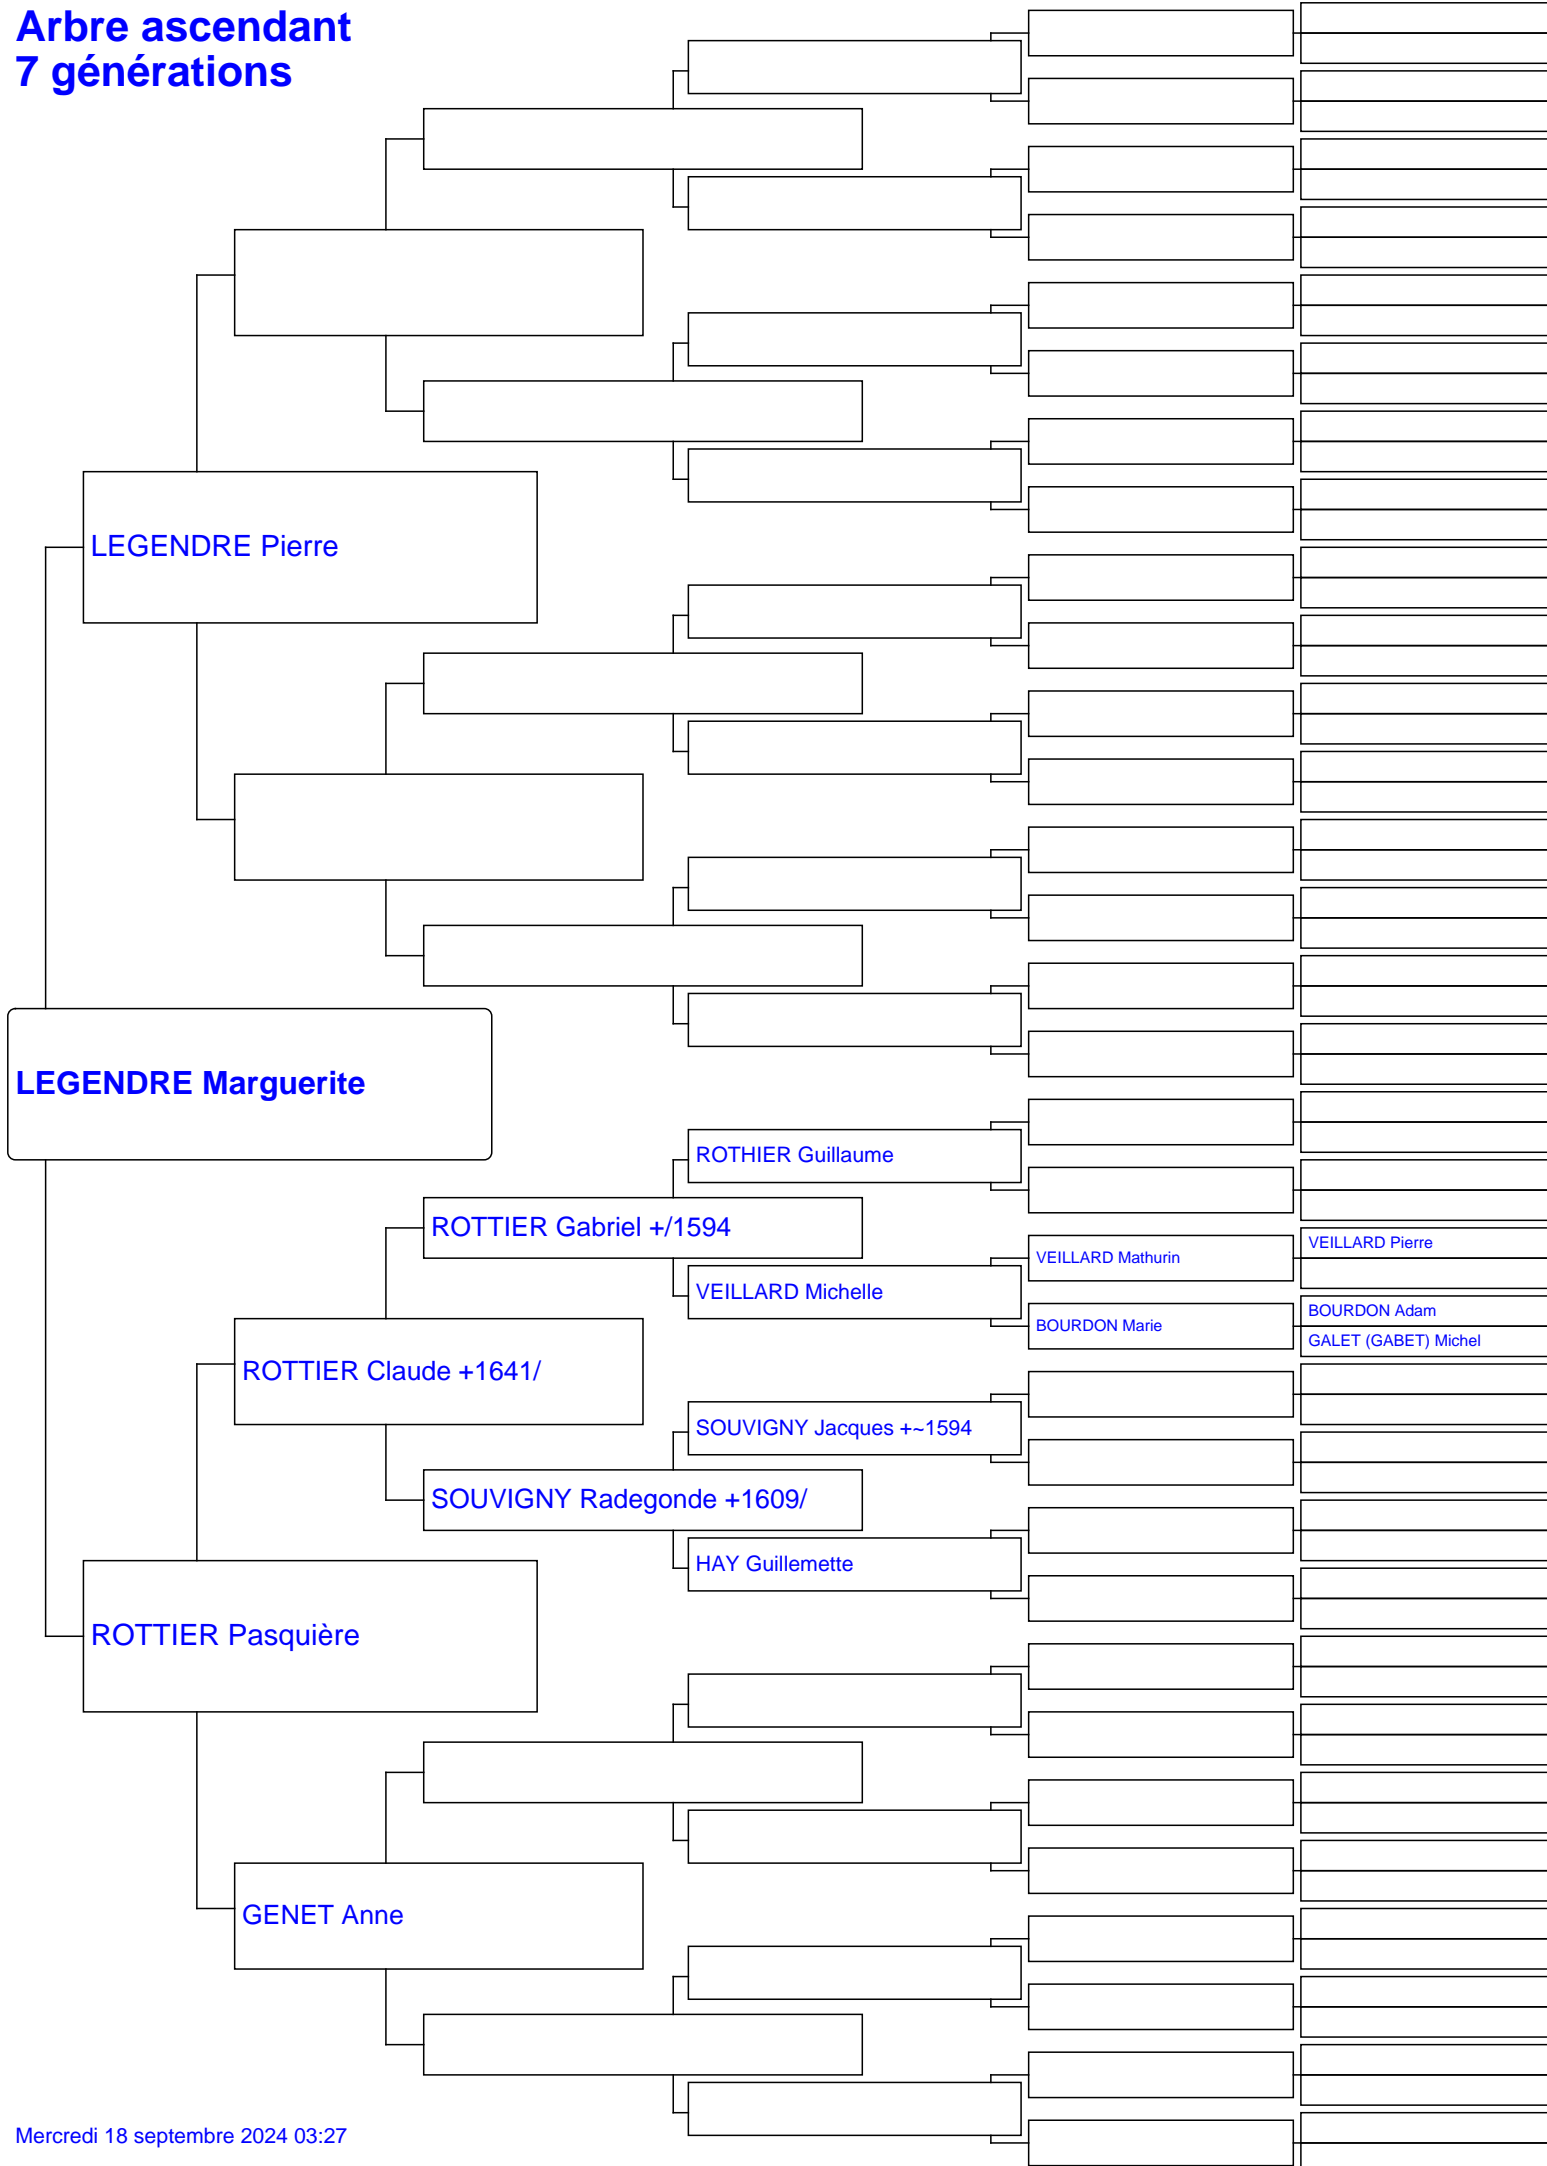 Arbre ascendant
7 générations
LEGENDRE Pierre
LEGENDRE Marguerite
ROTHIER Guillaume
ROTTIER Gabriel +/1594
VEILLARD Michelle
VEILLARD Mathurin
VEILLARD Pierre
BOURDON Marie
BOURDON Adam
GALET (GABET) Michel
ROTTIER Claude +1641/
SOUVIGNY Jacques +~1594
SOUVIGNY Radegonde +1609/
HAY Guillemette
ROTTIER Pasquière
GENET Anne
Mercredi 18 septembre 2024 03:27